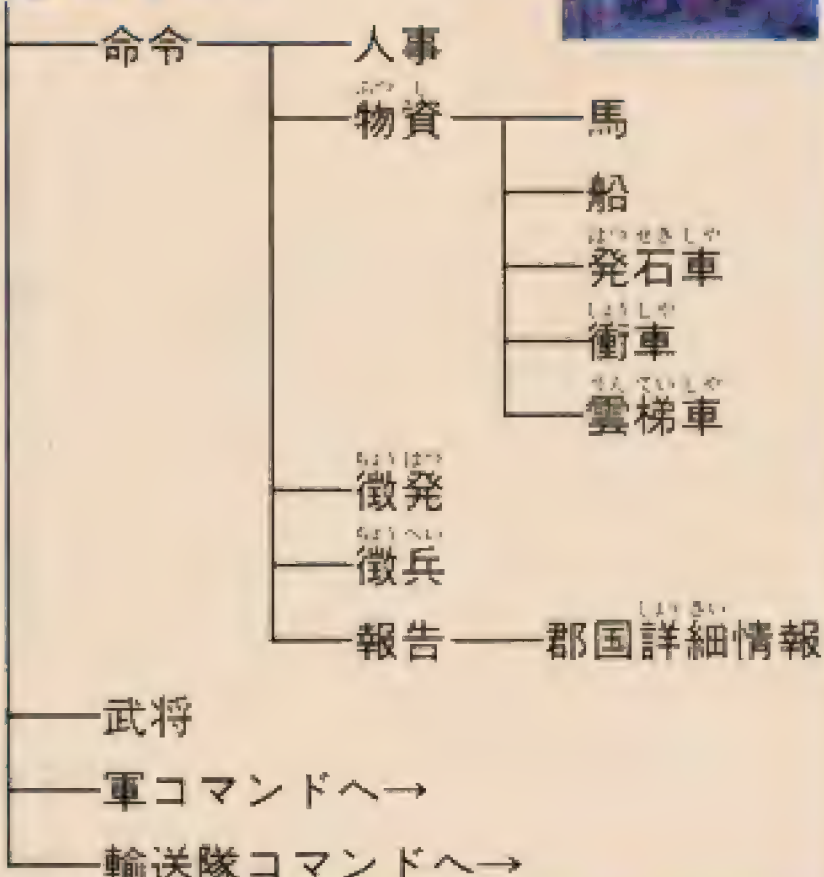 命令 人事
物資 馬
船
発石車
衝車
雲梯車
徴発
徴兵
報告 郡国詳細情報
武将
軍コマンドへ→
輸送隊コマンドへ→